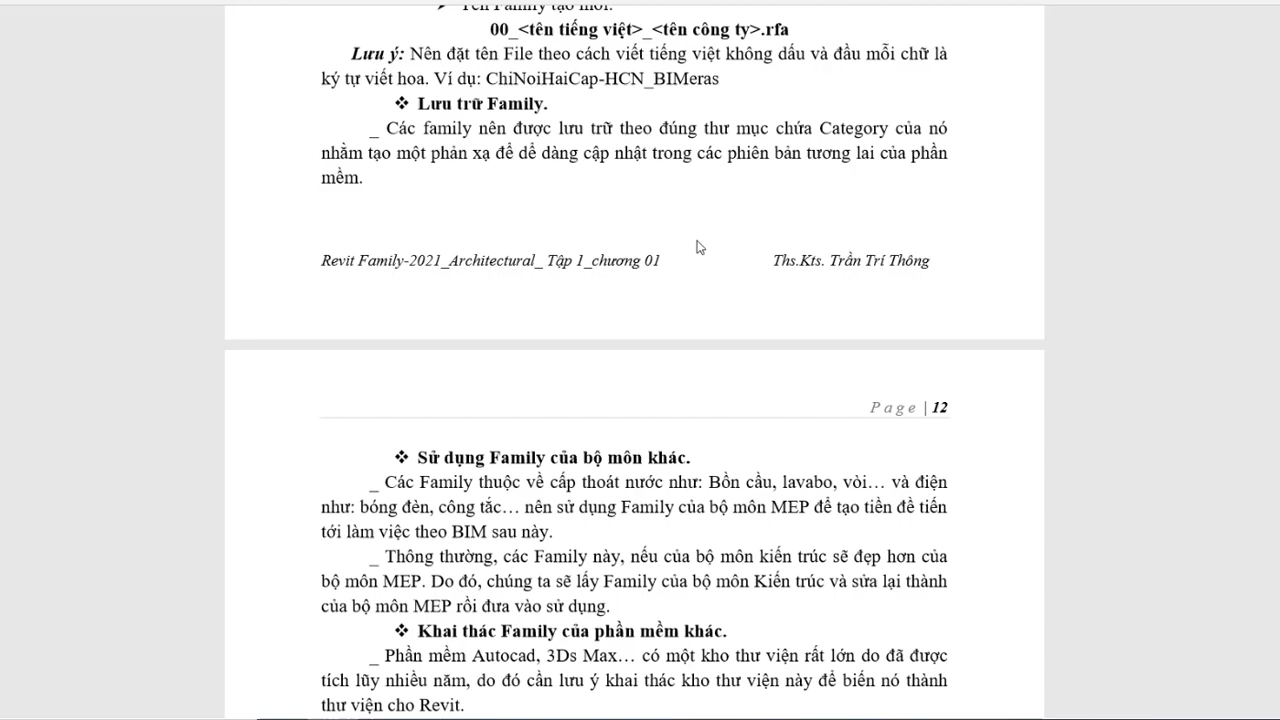 ➤ Tên Family tạo mới:
00_<tên tiếng việt>_<tên công ty>.rfa
Lưu ý: Nên đặt tên File theo cách viết tiếng việt không dấu và đầu mỗi chữ là
ký tự viết hoa. Ví dụ: ChiNoiHaiCap-HCN_BIMeras
❖ Lưu trữ Family.
_ Các family nên được lưu trữ theo đúng thư mục chứa Category của nó
nhằm tạo một phản xạ để dể dàng cập nhật trong các phiên bản tương lai của phần
mềm.
Revit Family-2021_Architectural_ Tập 1_chương 01 Ths.Kts. Trần Trí Thông
Page | 12
❖ Sử dụng Family của bộ môn khác.
_ Các Family thuộc về cấp thoát nước như: Bồn cầu, lavabo, vòi… và điện
như: bóng đèn, công tắc… nên sử dụng Family của bộ môn MEP để tạo tiền đề tiến
tới làm việc theo BIM sau này.
_ Thông thường, các Family này, nếu của bộ môn kiến trúc sẽ đẹp hơn của
bộ môn MEP. Do đó, chúng ta sẽ lấy Family của bộ môn Kiến trúc và sửa lại thành
của bộ môn MEP rồi đưa vào sử dụng.
❖ Khai thác Family của phần mềm khác.
_ Phần mềm Autocad, 3Ds Max… có một kho thư viện rất lớn do đã được
tích lũy nhiều năm, do đó cần lưu ý khai thác kho thư viện này để biến nó thành
thư viện cho Revit.